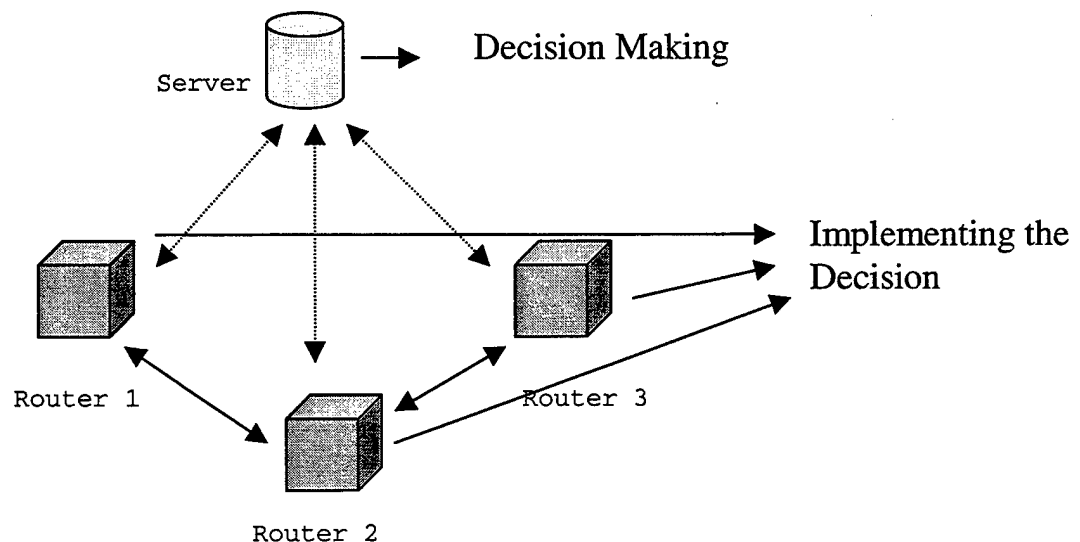 Decision Making
Server
Implementing the
Decision
Router 1
Router 3
Router 2